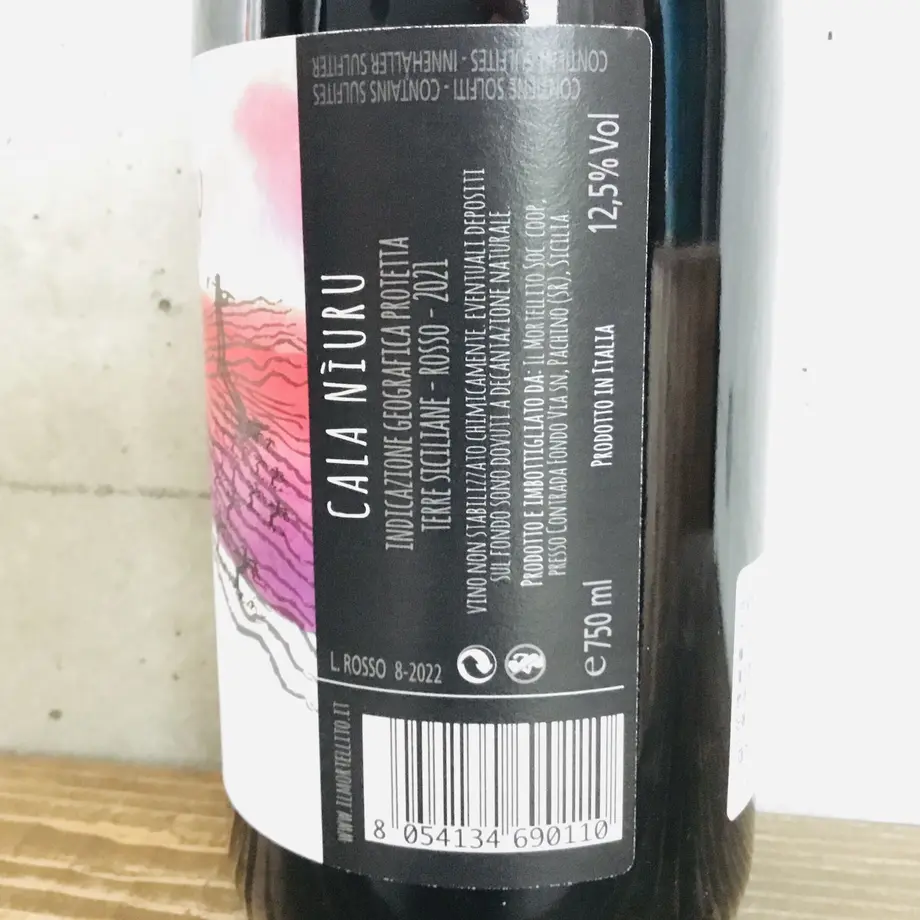 CALA NĪURU
INDICAZIONE GEOGRAFICA PROTETTA
TERRE SICILIANE - ROSSO - 2021
VINO NON STABILIZZATO CHIMICAMENTE. EVENTUALI DEPOSITI
SUL FONDO SONO DOVUTI A DECANTAZIONE NATURALE
PRODOTTO E IMBOTTIGLIATO DA: IL MORTELLITO SOC. COOP.
PRESSO CONTRADA FONDO VIA SN, PACHINO (SR), SICILIA
e 750 ml
PRODOTTO IN ITALIA
12,5% Vol
CONTIENE SOLFITI - CONTAINS SULFITES
CONTIENT SULFITES - INNEHÅLLER SULFITER
L. ROSSO 8-2022
WWW.ILMORTELLITO.IT
8 054134 690110